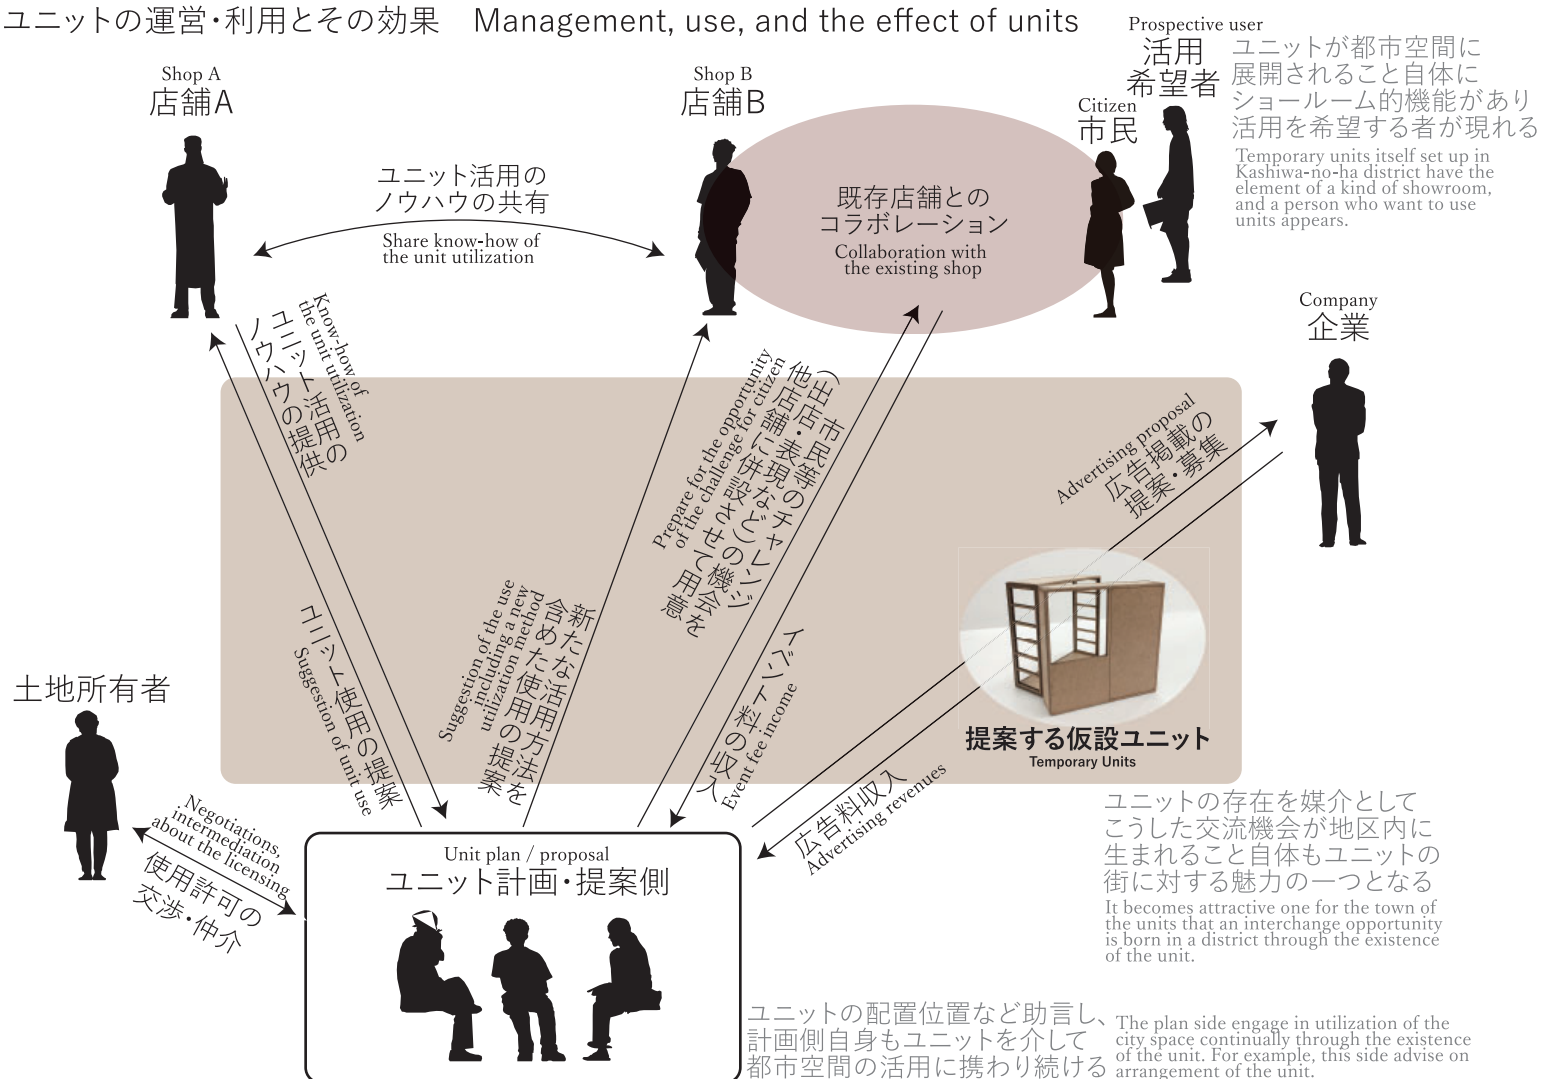 ユニットの運営・利用とその効果 Management, use, and the effect of units
Shop A
店舗A
Shop B
店舗B
Citizen
市民
Prospective user
活用
希望者
ユニットが都市空間に
展開されること自体に
ショールーム的機能があり
活用を希望する者が現れる
Temporary units itself set up in
Kashiwa-no-ha district have the
element of a kind of showroom,
and a person who want to use
units appears.
ユニット活用の
ノウハウの共有
Share know-how of
the unit utilization
既存店舗との
コラボレーション
Collaboration with
the existing shop
Company
企業
Know-how of
the unit utilization
ユニット活用の
ノウハウの提供
ユニット使用の提案
Suggestion of unit use
Suggestion of the use
including a new
utilization method
新たな活用方法を
含めた使用の提案
Prepare for the opportunity
of the challenge for citizen
市民等のチャレンジ
(出店・表現など)の機会を
他店舗に併設させて用意
イベント料の収入
Event fee income
Advertising proposal
広告掲載の
提案・募集
広告料収入
Advertising revenues
提案する仮設ユニット
Temporary Units
土地所有者
Negotiations,
intermediation
about the licensing
使用許可の
交渉・仲介
Unit plan / proposal
ユニット計画・提案側
ユニットの存在を媒介として
こうした交流機会が地区内に
生まれること自体もユニットの
街に対する魅力の一つとなる
It becomes attractive one for the town of
the units that an interchange opportunity
is born in a district through the existence
of the unit.
ユニットの配置位置など助言し、
計画側自身もユニットを介して
都市空間の活用に携わり続ける
The plan side engage in utilization of the
city space continually through the existence
of the unit. For example, this side advise on
arrangement of the unit.